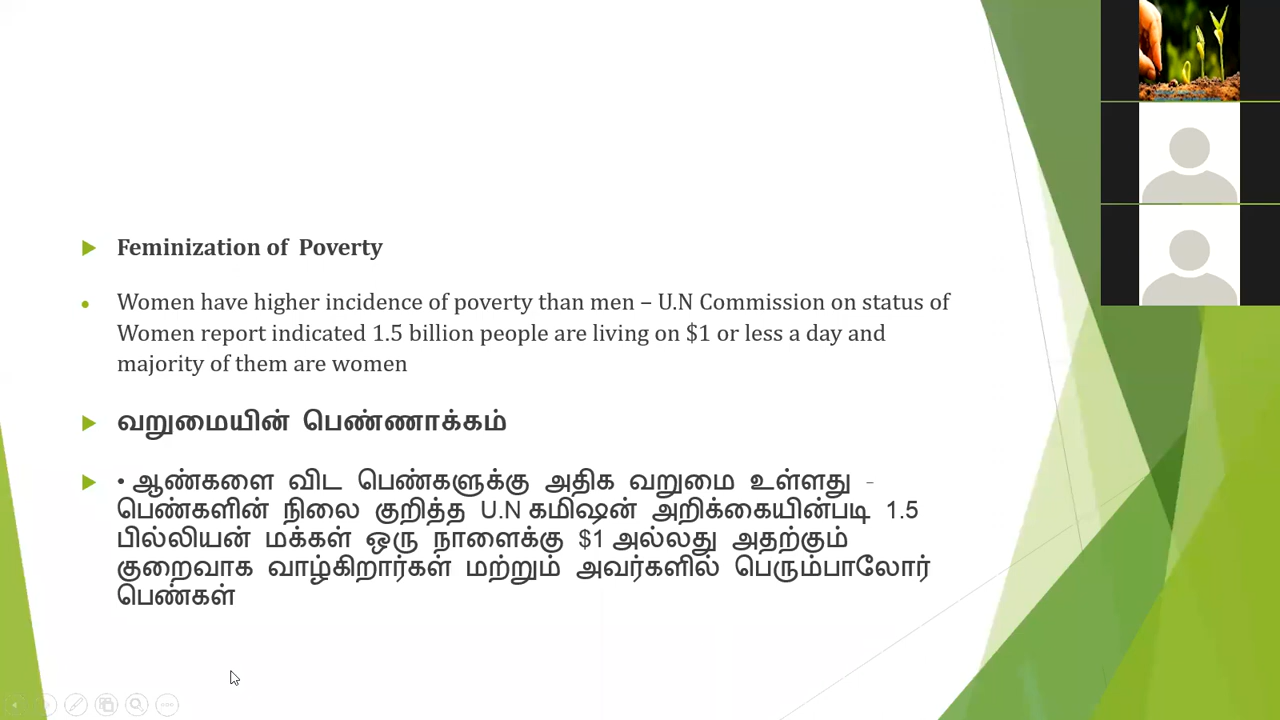 Feminization of Poverty
Women have higher incidence of poverty than men – U.N Commission on status of
Women report indicated 1.5 billion people are living on $1 or less a day and
majority of them are women
வறுமையின் பெண்ணாக்கம்
• ஆண்களை விட பெண்களுக்கு அதிக வறுமை உள்ளது -
பெண்களின் நிலை குறித்த U.N கமிஷன் அறிக்கையின்படி 1.5
பில்லியன் மக்கள் ஒரு நாளைக்கு $1 அல்லது அதற்கும்
குறைவாக வாழ்கிறார்கள் மற்றும் அவர்களில் பெரும்பாலோர்
பெண்கள்